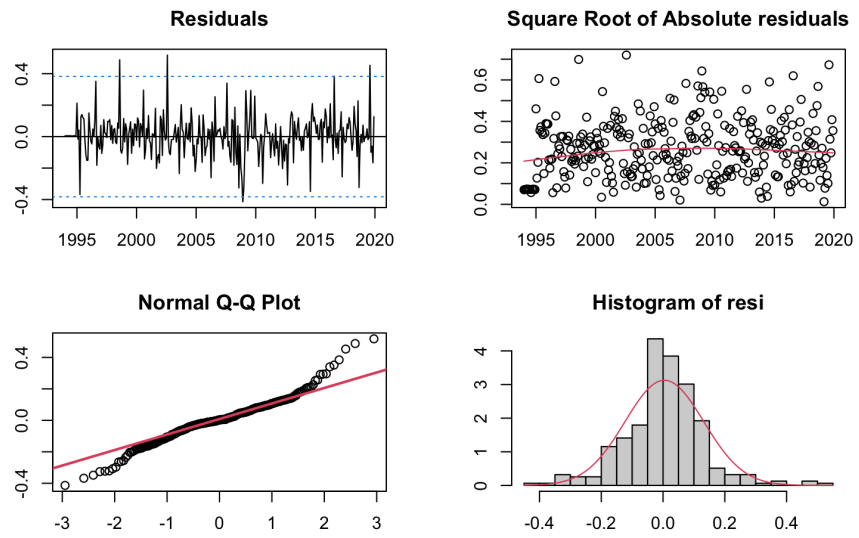 Residuals
0.4
0.0
-0.4
1995 2000 2005 2010 2015 2020
Square Root of Absolute residuals
0.6
0.4
0.2
0.0
1995 2000 2005 2010 2015 2020
Normal Q-Q Plot
0.4
0.0
-0.4
-3 -2 -1 0 1 2 3
Histogram of resi
4
3
2
1
0
-0.4 -0.2 0.0 0.2 0.4